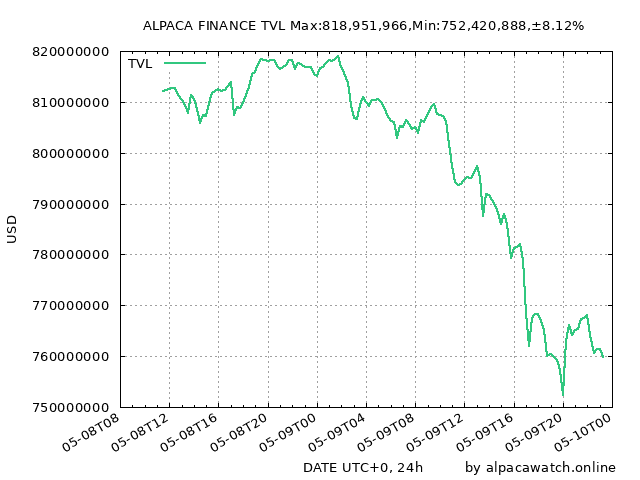 ALPACA FINANCE TVL Max:818,951,966,Min:752,420,888,±8.12%
TVL
820000000
810000000
800000000
790000000
780000000
770000000
760000000
750000000
USD
05-08T08
05-08T12
05-08T16
05-08T20
05-09T00
05-09T04
05-09T08
05-09T12
05-09T16
05-09T20
05-10T00
DATE UTC+0, 24h
by alpacawatch.online